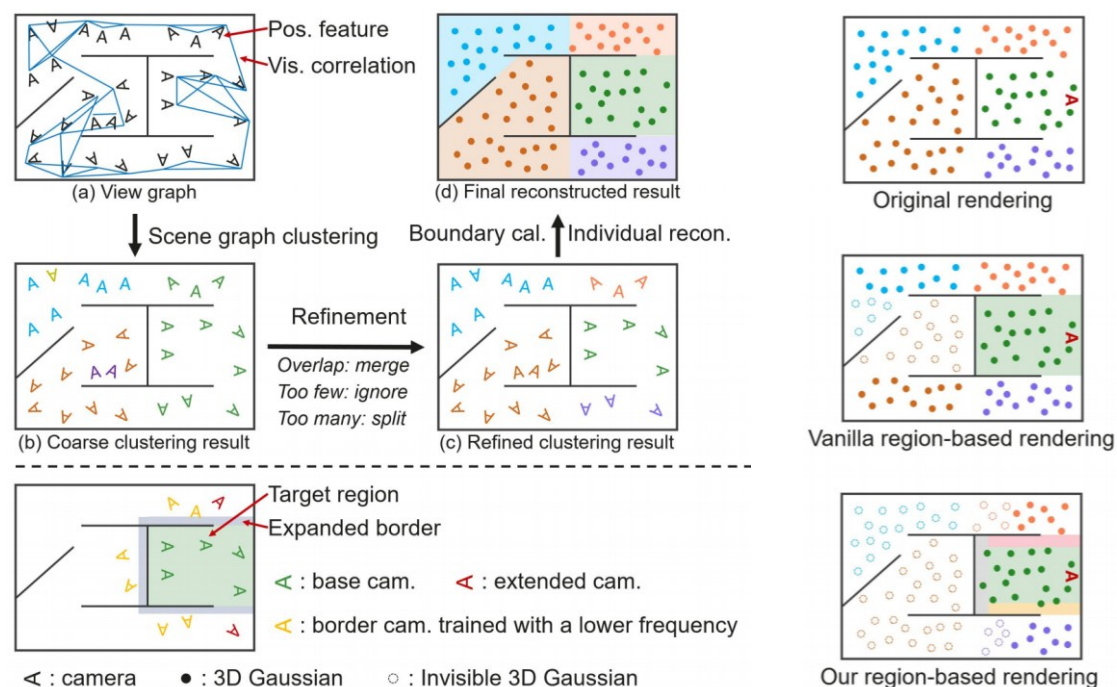 Pos. feature
Vis. correlation
(a) View graph
(d) Final reconstructed result
Original rendering
Scene graph clustering
Boundary cal.
Individual recon.
Refinement
Overlap: merge
Too few: ignore
Too many: split
(b) Coarse clustering result
(c) Refined clustering result
Vanilla region-based rendering
Target region
Expanded border
: base cam.
: extended cam.
: border cam. trained with a lower frequency
: camera
: 3D Gaussian
: Invisible 3D Gaussian
Our region-based rendering